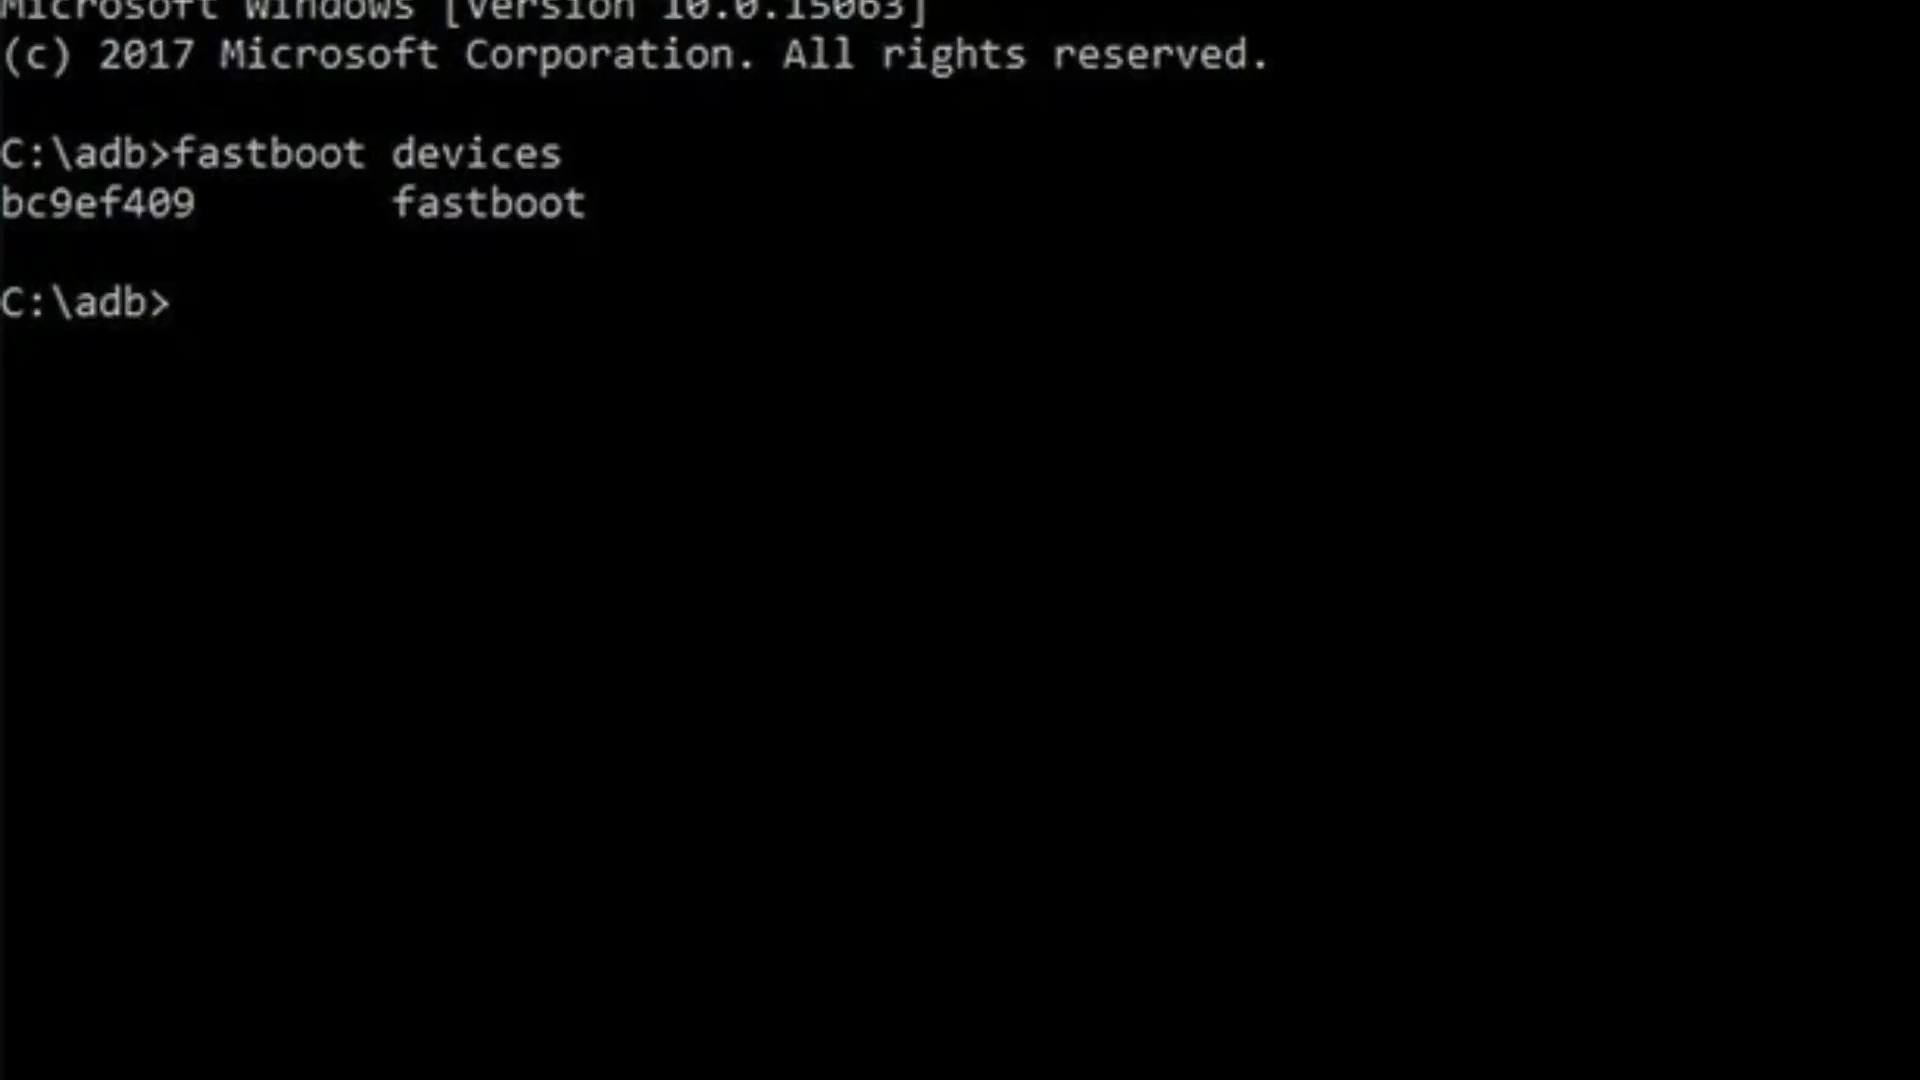 Microsoft Windows [Version 10.0.15063]
(c) 2017 Microsoft Corporation. All rights reserved.
C:\adb>fastboot devices
bc9ef409 fastboot
C:\adb>